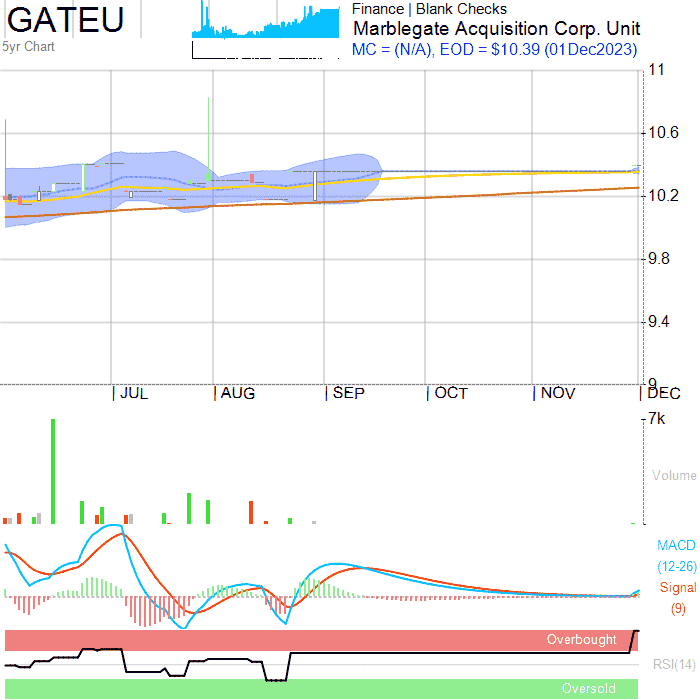 GATEU
Finance | Blank Checks
Marblegate Acquisition Corp. Unit
5yr Chart
MC = (N/A), EOD = $10.39 (01Dec2023)
11
10.6
10.2
9.8
9.4
9
JUL AUG SEP OCT NOV DEC
7k
Volume
MACD
(12-26)
Signal
(9)
Overbought
RSI(14)
Oversold